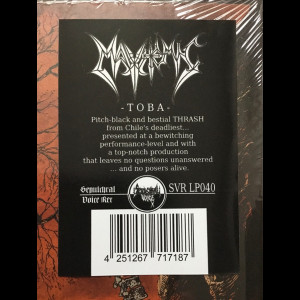 - TOBA -
Pitch-black and bestial THRASH
from Chile's deadliest...
presented at a bewitching
performance-level and with
a top-notch production
that leaves no questions unanswered
... and no posers alive.
Sepulchral
Voice Rec
SVR LP040
4 251267 717187